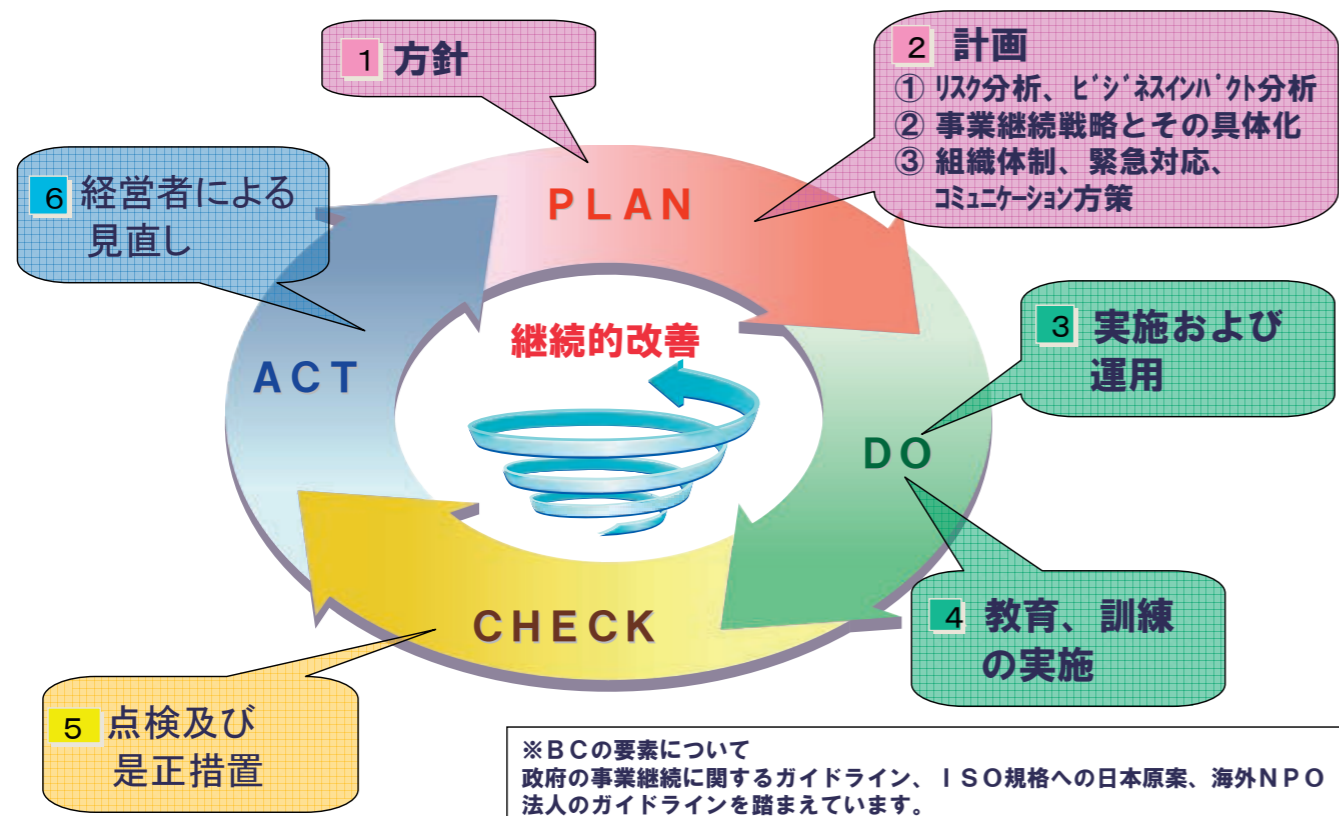 1 方針
2 計画
① ﾘｽｸ分析、ﾋﾞｼﾞﾈｽｲﾝﾊﾟｸﾄ分析
② 事業継続戦略とその具体化
③ 組織体制、緊急対応、
ｺﾐｭﾆｹｰｼｮﾝ方策
6 経営者による
見直し
PLAN
3 実施および
運用
継続的改善
ACT
DO
4 教育、訓練
の実施
CHECK
5 点検及び
是正措置
※ＢＣの要素について
政府の事業継続に関するガイドライン、ＩＳＯ規格への日本原案、海外ＮＰＯ
法人のガイドラインを踏まえています。